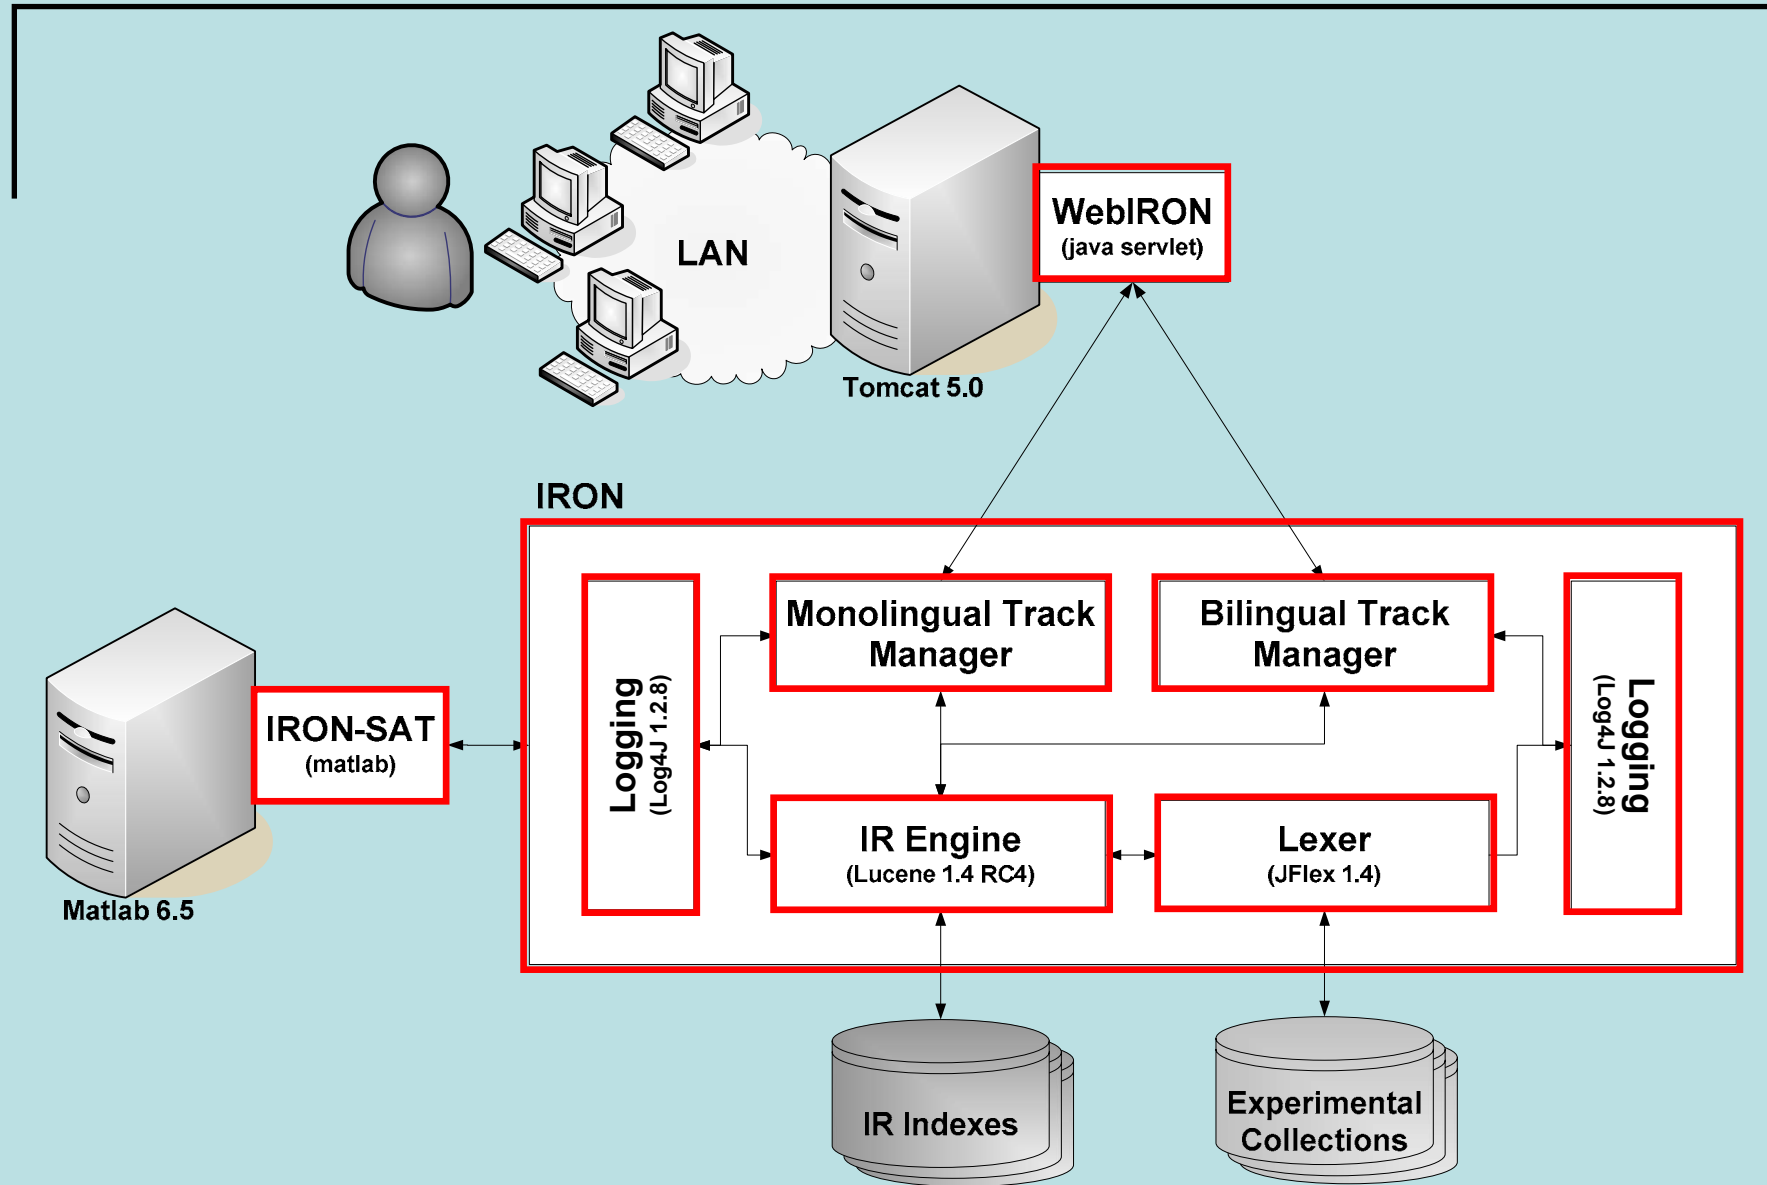 LAN
WebIRON
(java servlet)
Tomcat 5.0
IRON
Monolingual Track
Manager
Bilingual Track
Manager
Logging
(Log4J 1.2.8)
Logging
(Log4J 1.2.8)
IRON-SAT
(matlab)
IR Engine
(Lucene 1.4 RC4)
Lexer
(JFlex 1.4)
Matlab 6.5
IR Indexes
Experimental
Collections